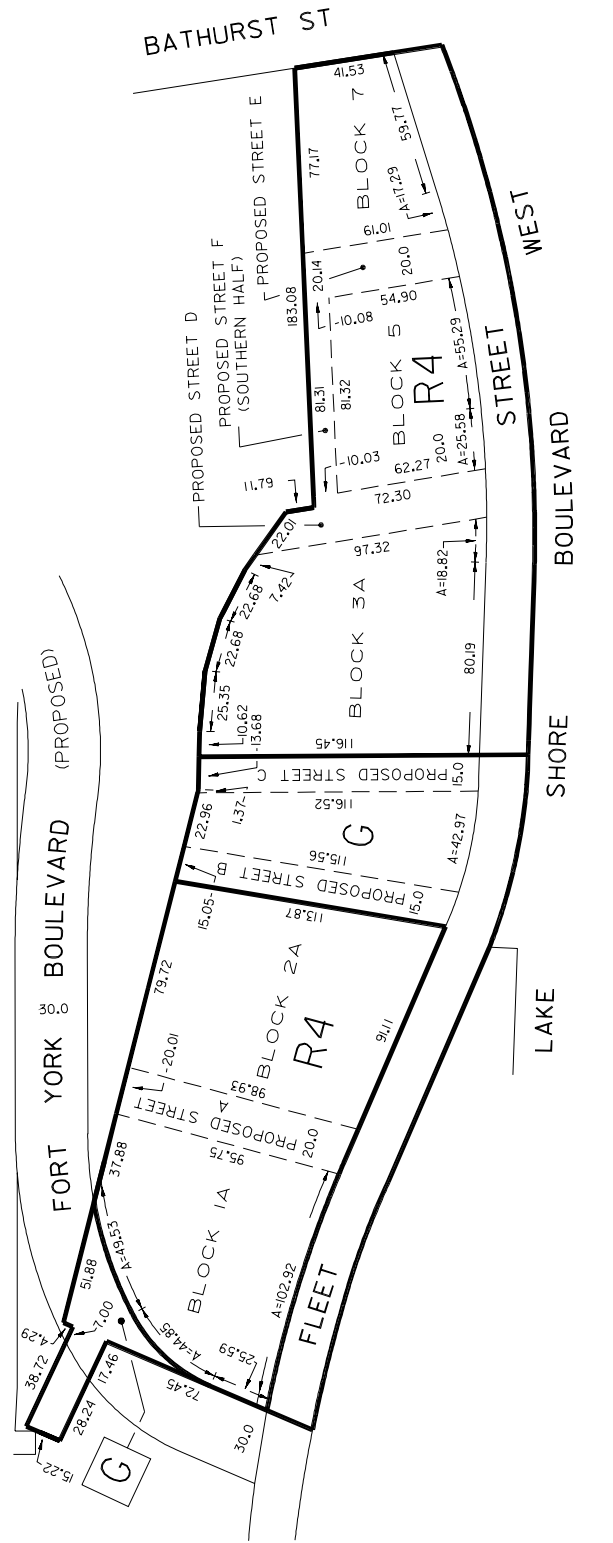 BATHURST ST
41.53
BLOCK 7
59.77
A=17.29
77.17
61.01
WEST
PROPOSED STREET E
PROPOSED STREET F
(SOUTHERN HALF)
PROPOSED STREET D
183.08
20.14
20.0
54.90
10.08
BLOCK 5
R4
A=55.29
STREET
81.31
81.32
A=25.58
20.0
10.03
62.27
72.30
11.79
BOULEVARD
22.01
97.32
A=18.82
7.42
22.68
22.68
BLOCK 3A
80.19
25.35
10.62
13.68
116.45
PROPOSED STREET C
15.0
SHORE
1.37
116.52
22.96
G
115.56
A=42.97
PROPOSED STREET B
15.0
15.05
113.87
FORT YORK BOULEVARD (PROPOSED)
30.0
79.72
BLOCK 2A
R4
91.11
LAKE
20.01
98.93
PROPOSED STREET A
20.0
95.75
37.88
BLOCK 1A
A=49.53
51.88
A=102.92
FLEET
7.00
4.29
A=44.85
25.59
38.72
17.46
72.45
28.24
30.0
15.22
G